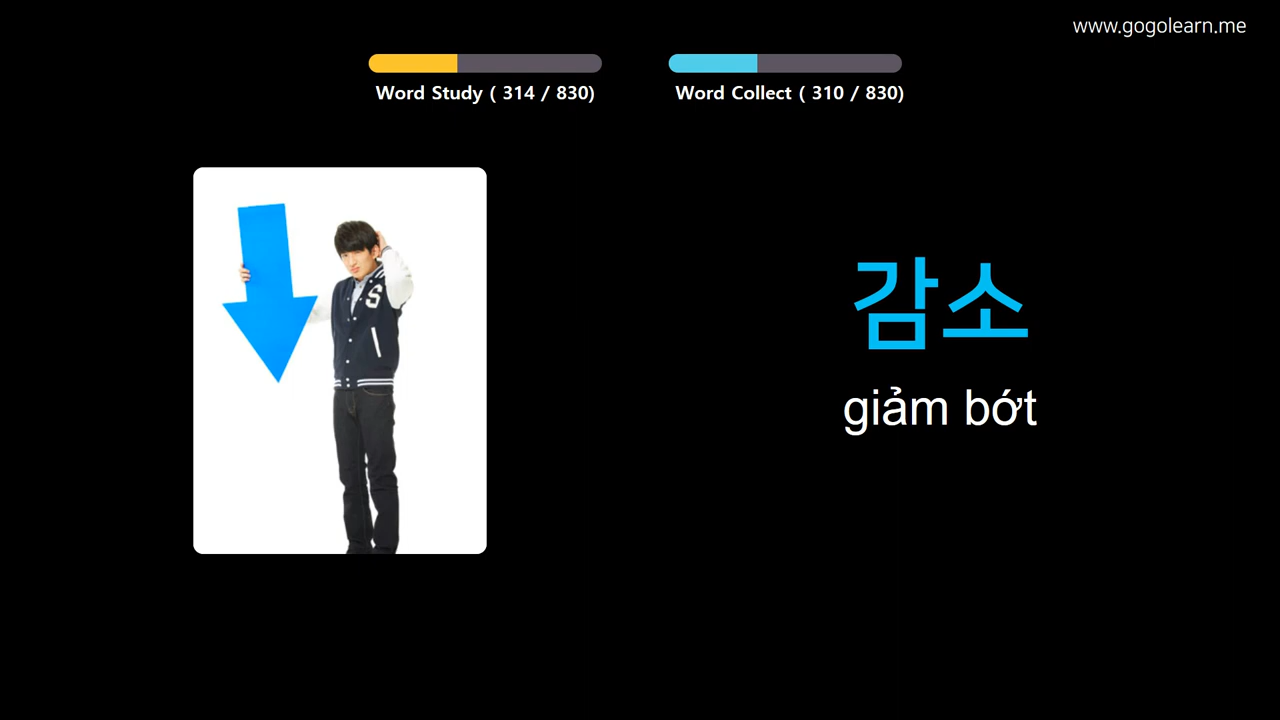 www.gogolearn.me
Word Study ( 314 / 830)
Word Collect ( 310 / 830)
S
감소
giảm bớt